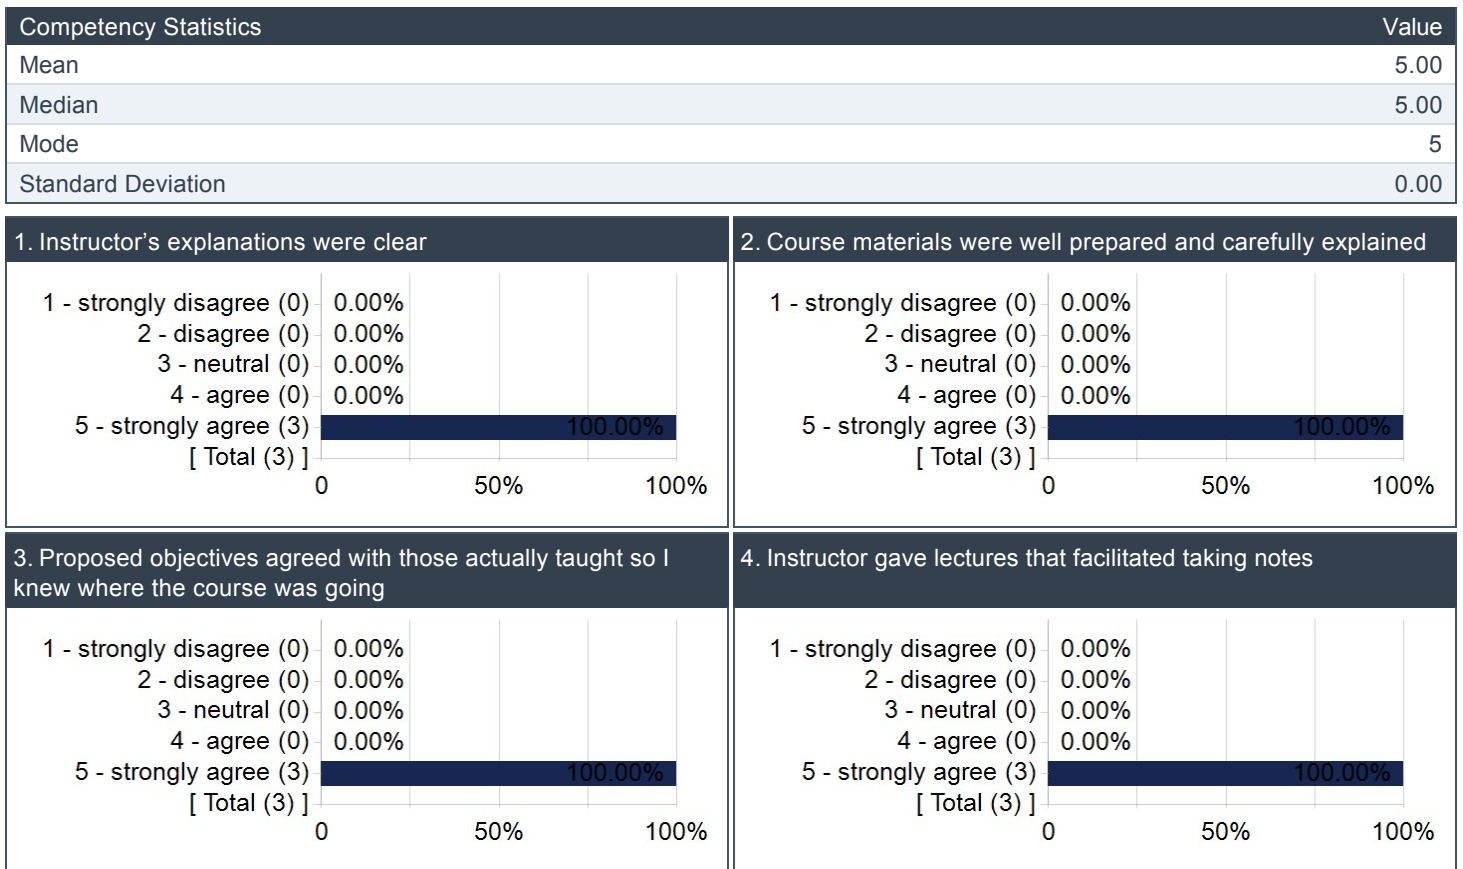 Competency Statistics Value
Mean 5.00
Median 5.00
Mode 5
Standard Deviation 0.00
1. Instructor’s explanations were clear
1 - strongly disagree (0) 0.00%
2 - disagree (0) 0.00%
3 - neutral (0) 0.00%
4 - agree (0) 0.00%
5 - strongly agree (3) 100.00%
[ Total (3) ]
0 50% 100%
2. Course materials were well prepared and carefully explained
1 - strongly disagree (0) 0.00%
2 - disagree (0) 0.00%
3 - neutral (0) 0.00%
4 - agree (0) 0.00%
5 - strongly agree (3) 100.00%
[ Total (3) ]
0 50% 100%
3. Proposed objectives agreed with those actually taught so I
knew where the course was going
1 - strongly disagree (0) 0.00%
2 - disagree (0) 0.00%
3 - neutral (0) 0.00%
4 - agree (0) 0.00%
5 - strongly agree (3) 100.00%
[ Total (3) ]
0 50% 100%
4. Instructor gave lectures that facilitated taking notes
1 - strongly disagree (0) 0.00%
2 - disagree (0) 0.00%
3 - neutral (0) 0.00%
4 - agree (0) 0.00%
5 - strongly agree (3) 100.00%
[ Total (3) ]
0 50% 100%